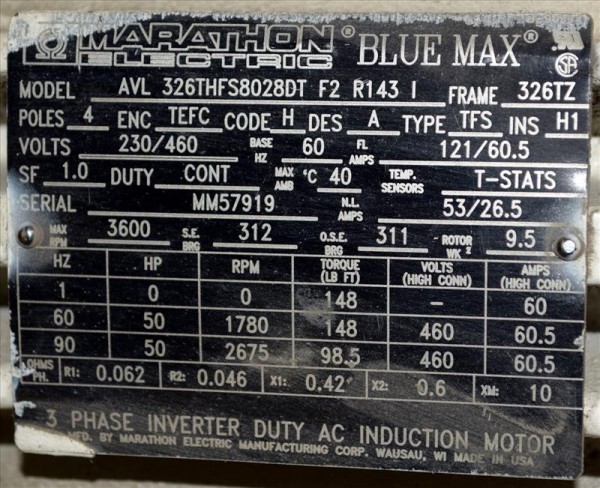 MARATHON® BLUE MAX®
ELECTRIC
MODEL AVL 326THFS8028DT F2 R143 I FRAME 326TZ
POLES 4 ENC TEFC CODE H DES A TYPE TFS INS H1
VOLTS 230/460 BASE HZ 60 FL AMPS 121/60.5
SF 1.0 DUTY CONT MAX AMB °C 40 TEMP. SENSORS T-STATS
SERIAL MM57919 N.L. AMPS 53/26.5
MAX RPM 3600 S.E. BRG 312 O.S.E. BRG 311 ROTOR WK² 9.5
HZ HP RPM TORQUE (LB FT) VOLTS (HIGH CONN) AMPS (HIGH CONN)
1 0 0 148 – 60
60 50 1780 148 460 60.5
90 50 2675 98.5 460 60.5
OHMS PH. R1: 0.062 R2: 0.046 X1: 0.42 X2: 0.6 XM: 10
3 PHASE INVERTER DUTY AC INDUCTION MOTOR
MFD. BY MARATHON ELECTRIC MANUFACTURING CORP. WAUSAU, WI MADE IN USA